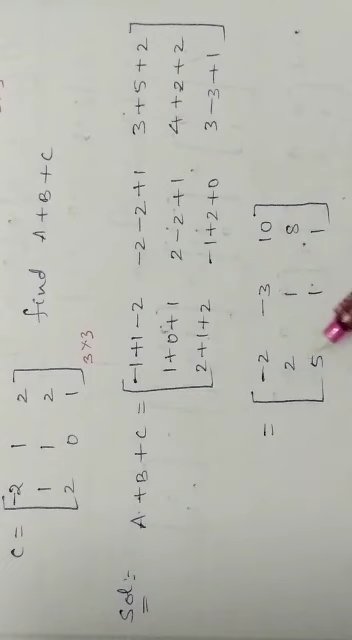 C = [-2 1 2
1 1 2
2 0 1] 3×3 find A+B+C
Sol:- A+B+C = [-1+1-2 -2-2+1 3+5+2
1+0+1 2-2+1 4+2+2
2+1+2 -1+2+0 3-3+1]
= [-2 -3 10
2 1 8
5 1 1]